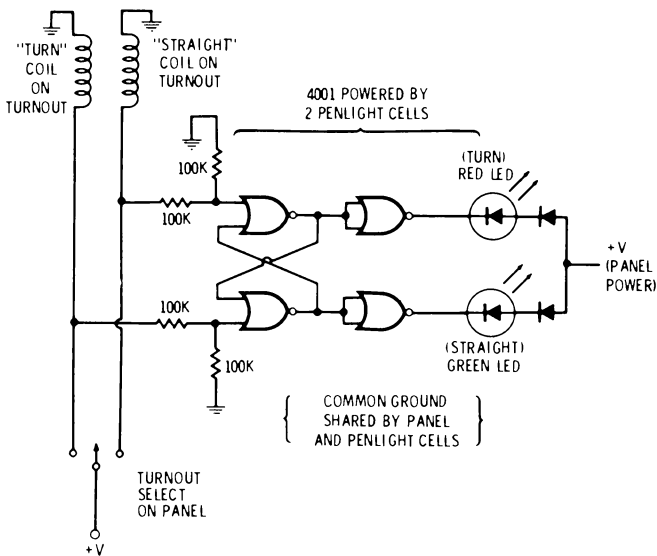 "TURN"
COIL
ON
TURNOUT
"STRAIGHT"
COIL ON
TURNOUT
4001 POWERED BY
2 PENLIGHT CELLS
100K
100K
(TURN)
RED LED
+V
(PANEL
POWER)
100K
100K
(STRAIGHT)
GREEN LED
COMMON GROUND
SHARED BY PANEL
AND PENLIGHT CELLS
TURNOUT
SELECT
ON PANEL
+V